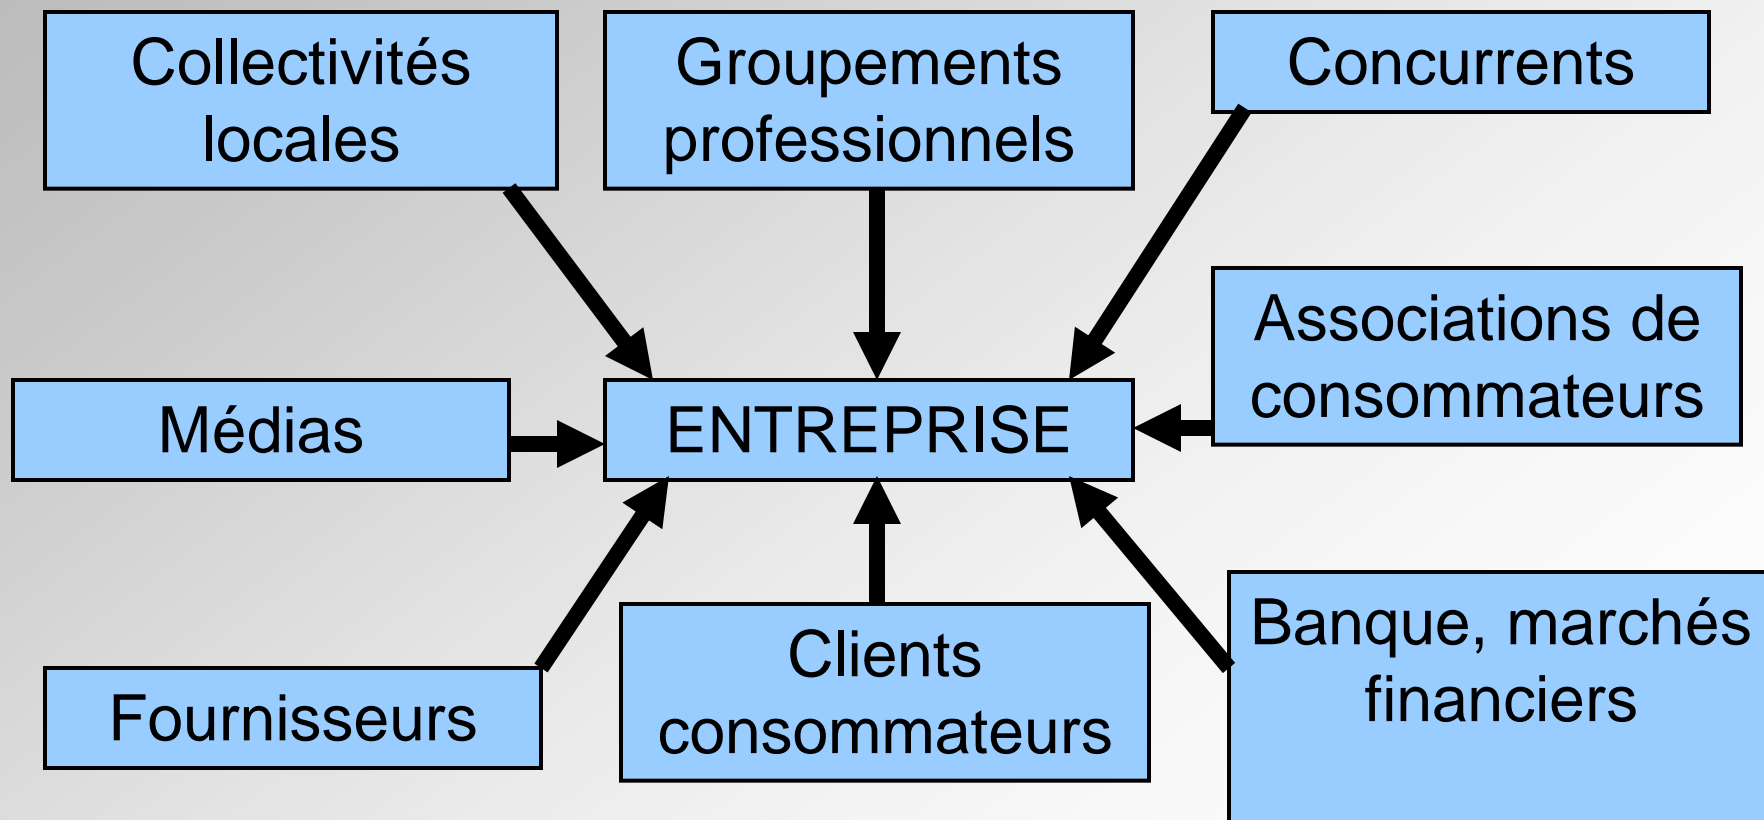 Collectivités
locales
Groupements
professionnels
Concurrents
Associations de
consommateurs
Médias
ENTREPRISE
Fournisseurs
Clients
consommateurs
Banque, marchés
financiers